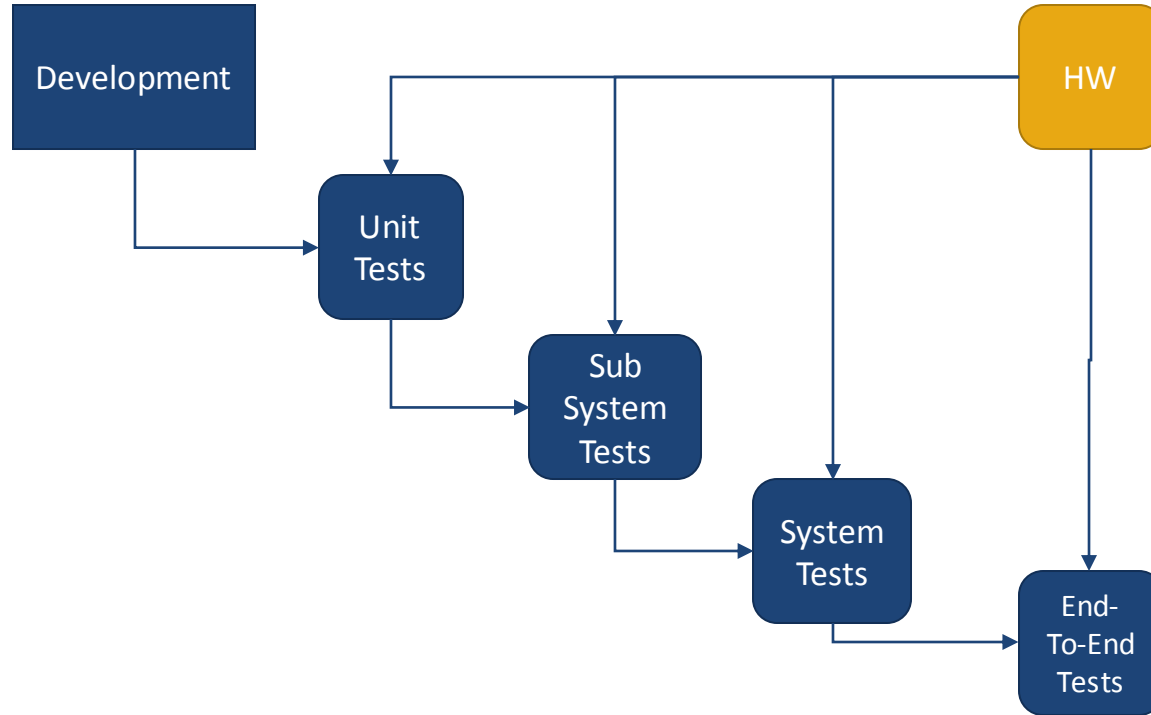 Development
HW
Unit
Tests
Sub
System
Tests
System
Tests
End-
To-End
Tests